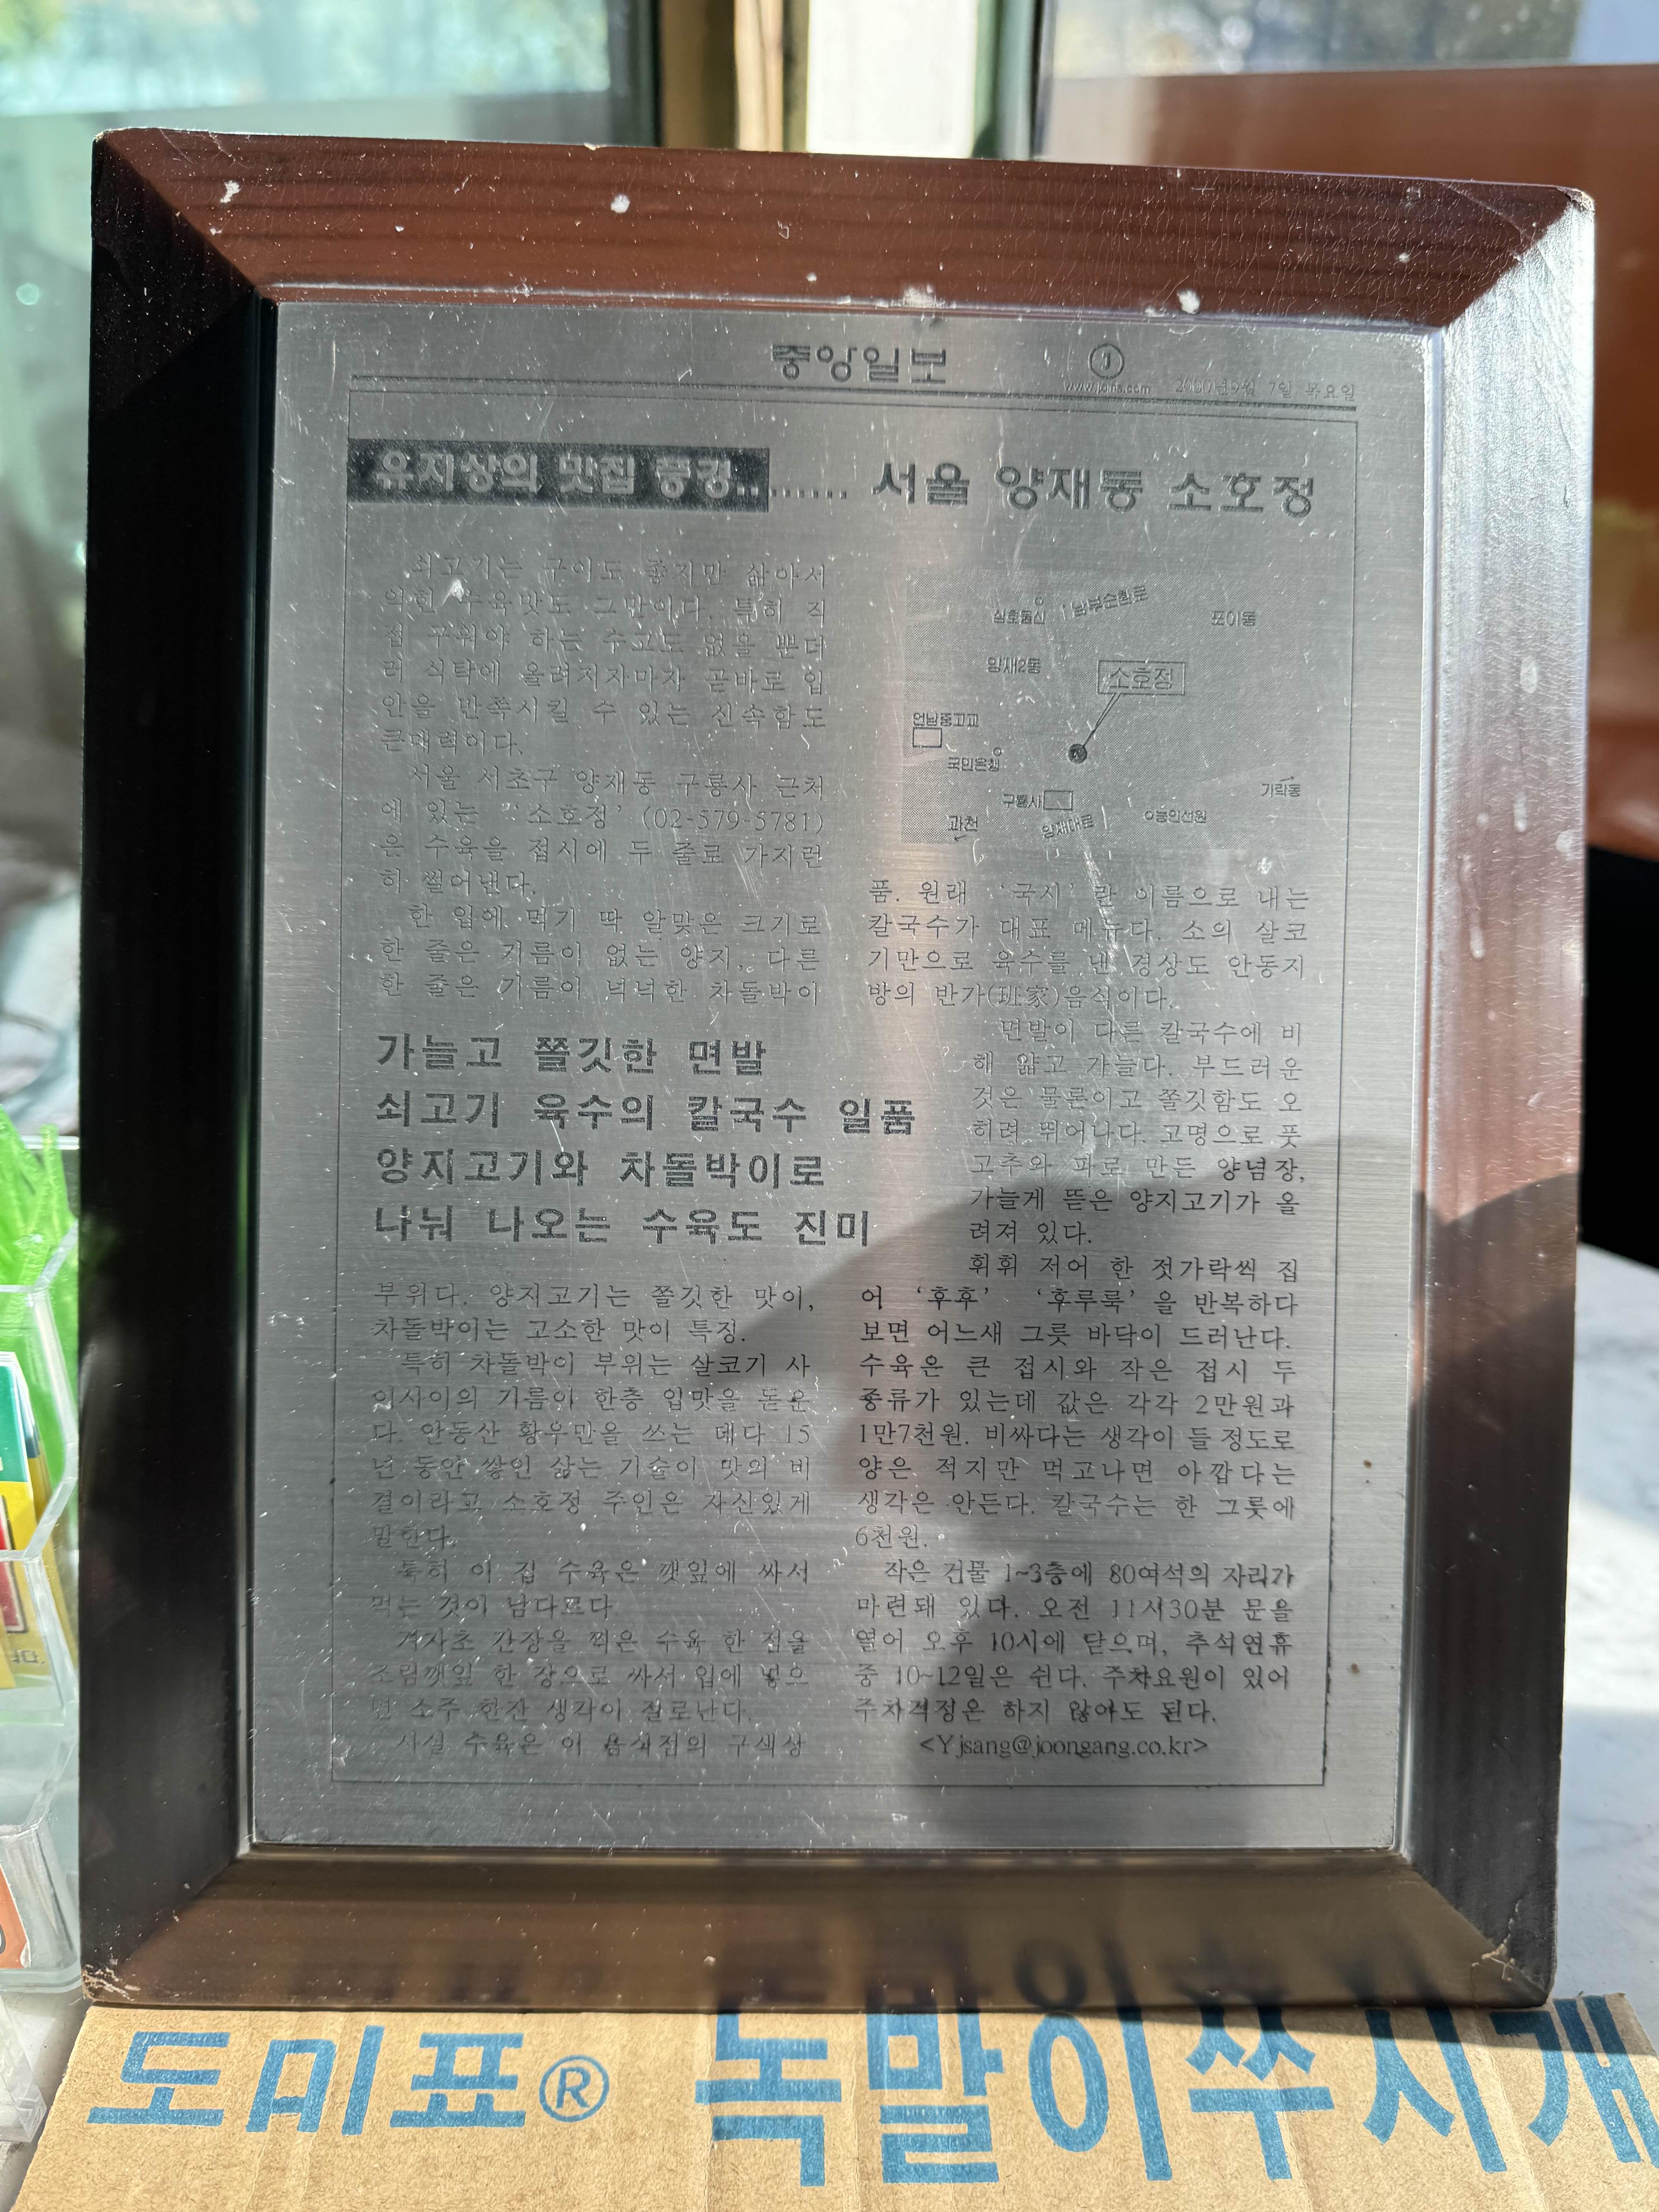 중앙일보
J
www.joins.com 2000년9월 7일 목요일
유지상의 맛집 풍경........ 서울 양재동 소호정
쇠고기는 구이도 좋지만 삶아서
익힌 수육맛도 그만이다. 특히 직
접 구워야 하는 수고도 없을 뿐더
러 식탁에 올려지자마자 곧바로 입
안을 만족시킬 수 있는 신속함도
큰매력이다.
서울 서초구 양재동 구룡사 근처
에 있는 '소호정' (02-579-5781)
은 수육을 접시에 두 줄로 가지런
히 썰어낸다.
한 입에 먹기 딱 알맞은 크기로
한 줄은 기름이 없는 양지, 다른
한 줄은 기름이 넉넉한 차돌박이
가늘고 쫄깃한 면발
쇠고기 육수의 칼국수 일품
양지고기와 차돌박이로
나눠 나오는 수육도 진미
부위다. 양지고기는 쫄깃한 맛이,
차돌박이는 고소한 맛이 특징.
특히 차돌박이 부위는 살코기 사
이사이의 기름이 한층 입맛을 돋운
다. 안동산 황우만을 쓰는 데다 15
년 동안 쌓인 삶는 기술이 맛의 비
결이라고 소호정 주인은 자신있게
말한다.
특히 이 집 수육은 깻잎에 싸서
먹는 것이 남다르다
겨자초 간장을 찍은 수육 한 점을
조림깻잎 한 장으로 싸서 입에 넣으
면 소주 한잔 생각이 절로난다.
사실 수육은 이 음식점의 구색상
삼호물산
남부순환로
포이동
양재2동
소호정
언남중고교
국민은행
구룡사
가락동
과천
양재대로
품. 원래 '국시' 란 이름으로 내는
칼국수가 대표 메뉴다. 소의 살코
기만으로 육수를 낸 경상도 안동지
방의 반가(班家)음식이다.
면발이 다른 칼국수에 비
해 얇고 가늘다. 부드러운
것은 물론이고 쫄깃함도 오
히려 뛰어나다. 고명으로 풋
고추와 파로 만든 양념장,
가늘게 뜯은 양지고기가 올
려져 있다.
휘휘 저어 한 젓가락씩 집
어 '후후' '후루룩' 을 반복하다
보면 어느새 그릇 바닥이 드러난다.
수육은 큰 접시와 작은 접시 두
종류가 있는데 값은 각각 2만원과
1만7천원. 비싸다는 생각이 들 정도로
양은 적지만 먹고나면 아깝다는
생각은 안든다. 칼국수는 한 그릇에
6천원.
작은 건물 1~3층에 80여석의 자리가
마련돼 있다. 오전 11시30분 문을
열어 오후 10시에 닫으며, 추석연휴
중 10~12일은 쉰다. 주차요원이 있어
주차걱정은 하지 않아도 된다.
<Yjsang@joongang.co.kr>
도미표® 녹말이쑤시개